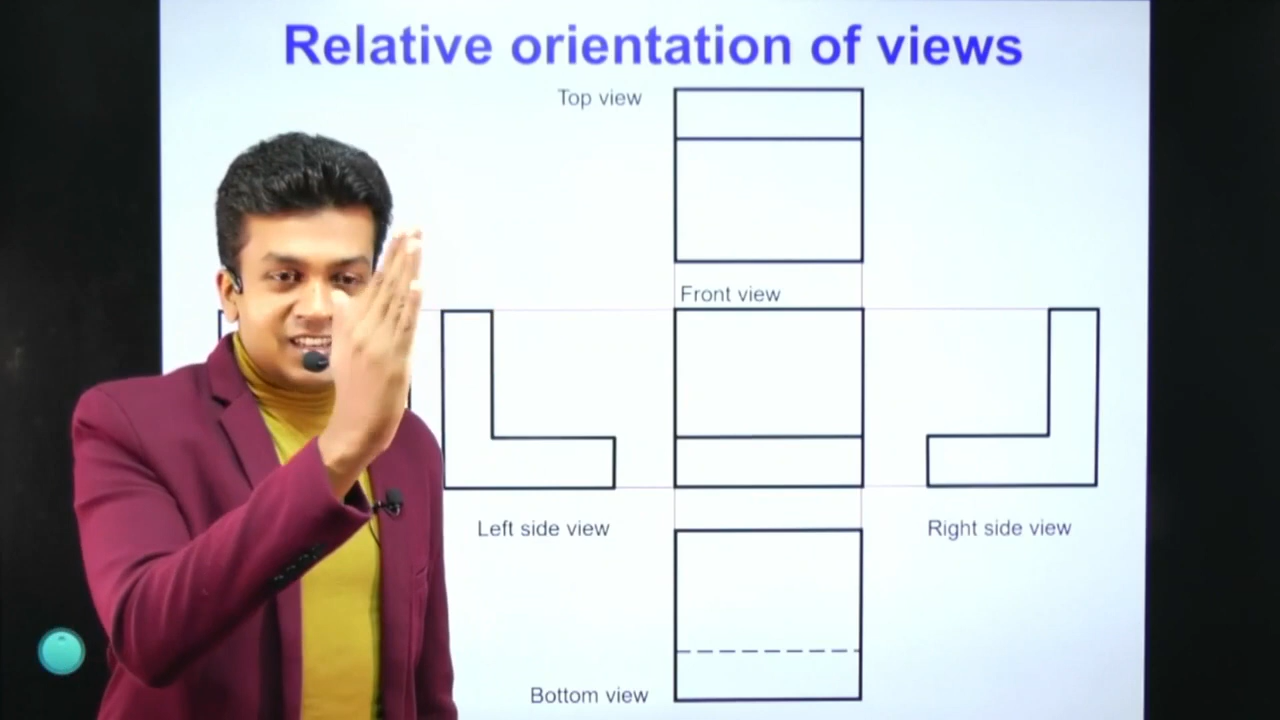 Relative orientation of views
Top view
Front view
Left side view
Right side view
Bottom view